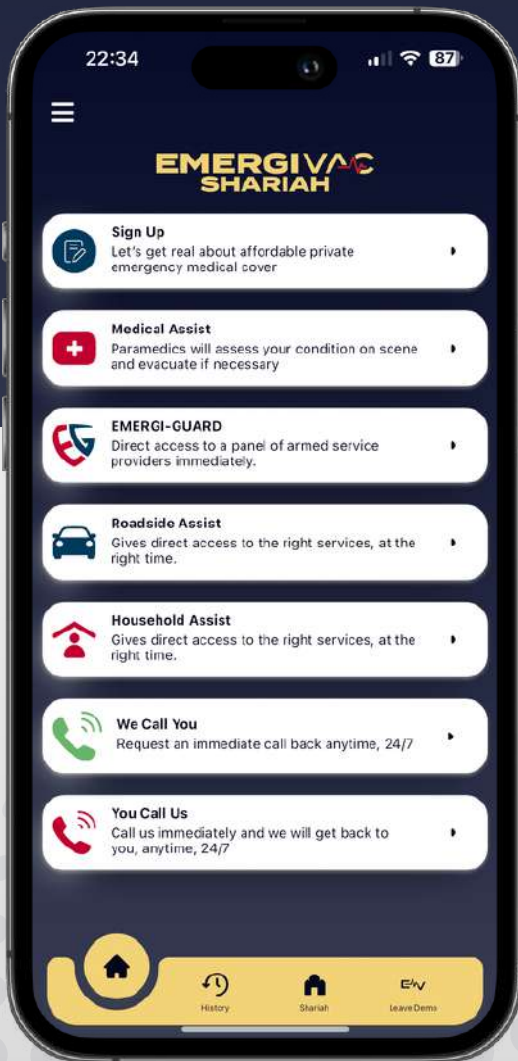 22:34
87
EMERGIVAC
SHARIAH
Sign Up
Let's get real about affordable private
emergency medical cover
Medical Assist
Paramedics will assess your condition on scene
and evacuate if necessary
EG
EMERGI-GUARD
Direct access to a panel of armed service
providers immediately.
Roadside Assist
Gives direct access to the right services, at the
right time.
Household Assist
Gives direct access to the right services, at the
right time.
We Call You
Request an immediate call back anytime, 24/7
You Call Us
Call us immediately and we will get back to
you, anytime, 24/7
History
Shariah
Leave Demo